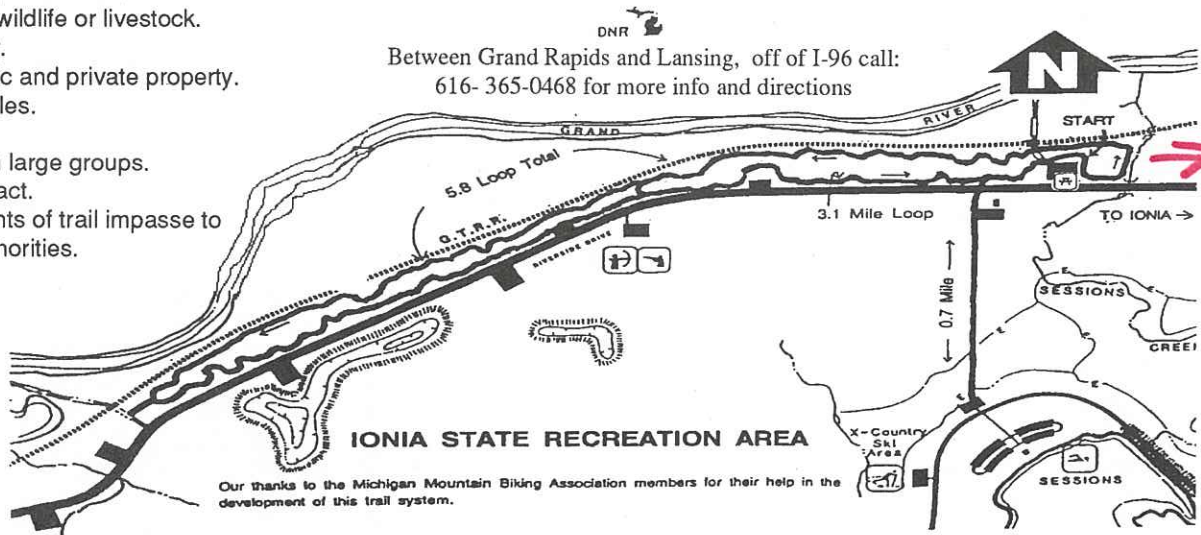 wildlife or livestock.
ic and private property.
les.
large groups.
act.
nts of trail impasse to
horities.
DNR
Between Grand Rapids and Lansing, off of I-96 call:
616- 365-0468 for more info and directions
N
GRAND RIVER
START
5.8 Loop Total
G.T.R.R.
RIVERSIDE DRIVE
3.1 Mile Loop
TO IONIA →
0.7 Mile
SESSIONS
CREE
IONIA STATE RECREATION AREA
X-Country
Ski
Area
SESSIONS
Our thanks to the Michigan Mountain Biking Association members for their help in the
development of this trail system.